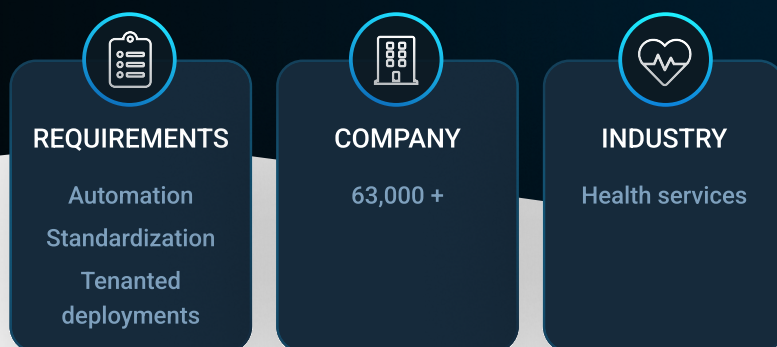 REQUIREMENTS
Automation
Standardization
Tenanted
deployments
COMPANY
63,000 +
INDUSTRY
Health services